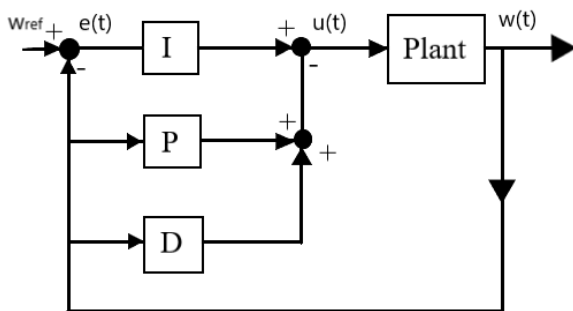 Wref + e(t) I + u(t) Plant w(t)
- -
P + +
D